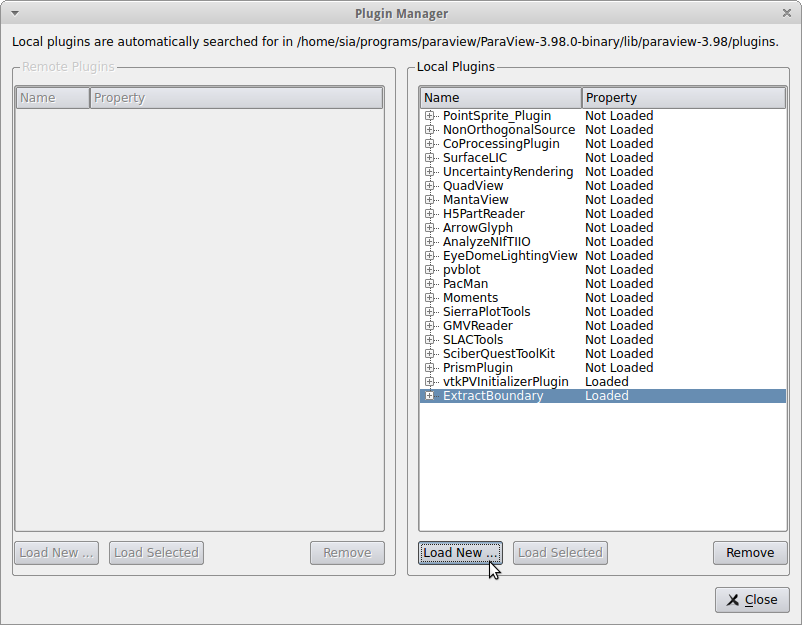 Plugin Manager
Local plugins are automatically searched for in /home/sia/programs/paraview/ParaView-3.98.0-binary/lib/paraview-3.98/plugins.
Remote Plugins
Name Property
Load New ... Load Selected Remove
Local Plugins
Name Property
PointSprite_Plugin Not Loaded
NonOrthogonalSource Not Loaded
CoProcessingPlugin Not Loaded
SurfaceLIC Not Loaded
UncertaintyRendering Not Loaded
QuadView Not Loaded
MantaView Not Loaded
H5PartReader Not Loaded
ArrowGlyph Not Loaded
AnalyzeNIfTIIO Not Loaded
EyeDomeLightingView Not Loaded
pvblot Not Loaded
PacMan Not Loaded
Moments Not Loaded
SierraPlotTools Not Loaded
GMVReader Not Loaded
SLACTools Not Loaded
SciberQuestToolKit Not Loaded
PrismPlugin Not Loaded
vtkPVInitializerPlugin Loaded
ExtractBoundary Loaded
Load New ... Load Selected Remove
Close